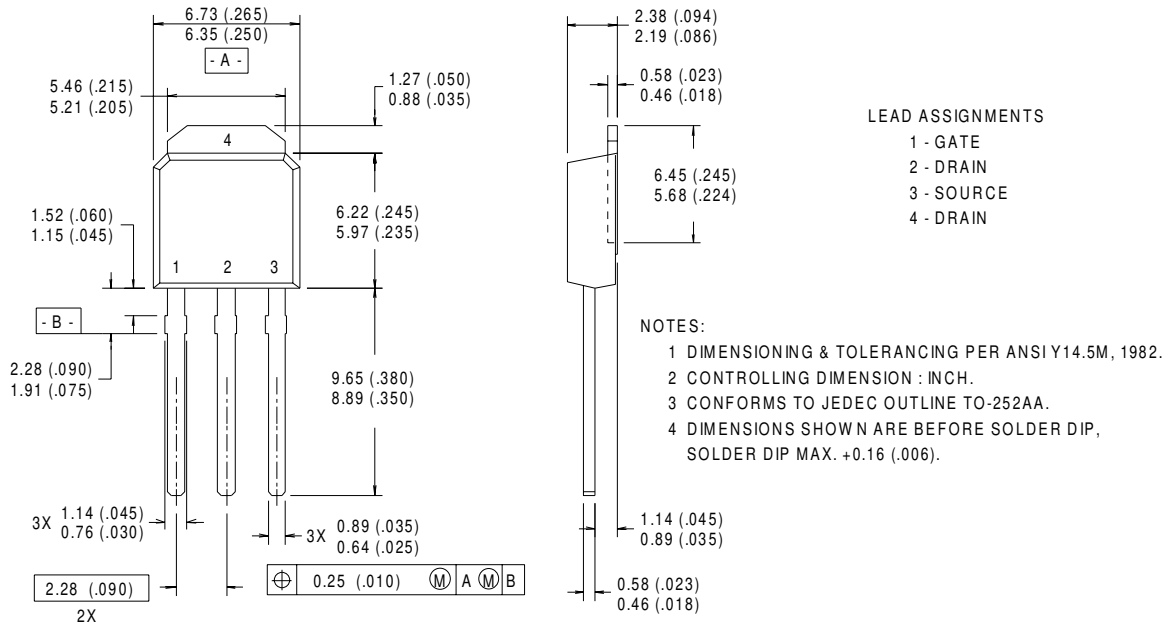 6.73 (.265)
6.35 (.250)
- A -
5.46 (.215)
5.21 (.205)
1.27 (.050)
0.88 (.035)
4
1.52 (.060)
1.15 (.045)
6.22 (.245)
5.97 (.235)
1 2 3
- B -
2.28 (.090)
1.91 (.075)
9.65 (.380)
8.89 (.350)
3X 1.14 (.045)
0.76 (.030)
3X 0.89 (.035)
0.64 (.025)
2.28 (.090)
2X
⌖ 0.25 (.010) Ⓜ A Ⓜ B
2.38 (.094)
2.19 (.086)
0.58 (.023)
0.46 (.018)
6.45 (.245)
5.68 (.224)
1.14 (.045)
0.89 (.035)
0.58 (.023)
0.46 (.018)
LEAD ASSIGNMENTS
1 - GATE
2 - DRAIN
3 - SOURCE
4 - DRAIN
NOTES:
1 DIMENSIONING & TOLERANCING PER ANSI Y14.5M, 1982.
2 CONTROLLING DIMENSION : INCH.
3 CONFORMS TO JEDEC OUTLINE TO-252AA.
4 DIMENSIONS SHOWN ARE BEFORE SOLDER DIP,
SOLDER DIP MAX. +0.16 (.006).